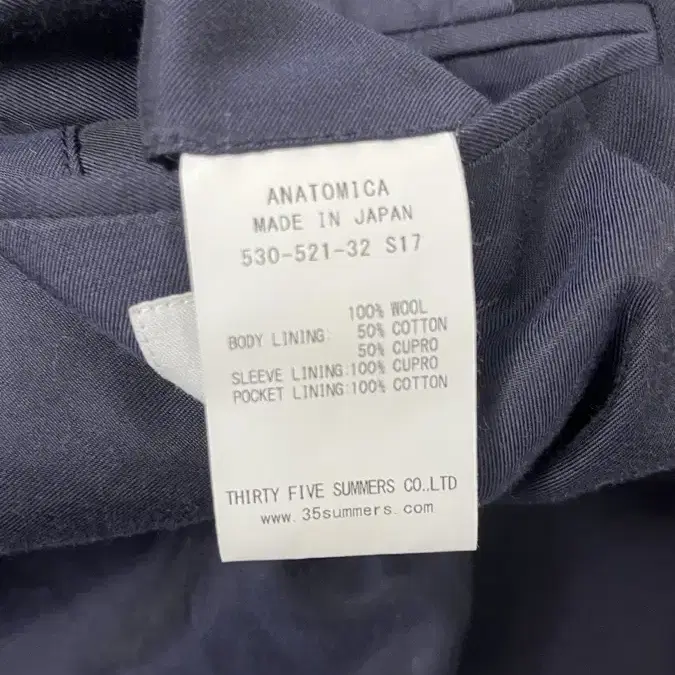 ANATOMICA
MADE IN JAPAN
530-521-32 S17
100% WOOL
BODY LINING: 50% COTTON
50% CUPRO
SLEEVE LINING:100% CUPRO
POCKET LINING:100% COTTON
THIRTY FIVE SUMMERS CO.,LTD
www.35summers.com